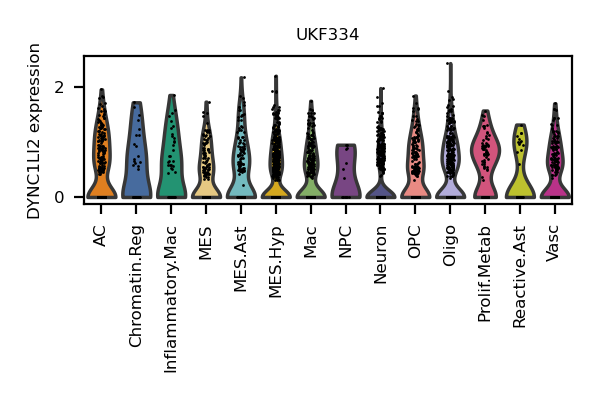 UKF334
DYNC1LI2 expression
2
0
AC
Chromatin.Reg
Inflammatory.Mac
MES
MES.Ast
MES.Hyp
Mac
NPC
Neuron
OPC
Oligo
Prolif.Metab
Reactive.Ast
Vasc